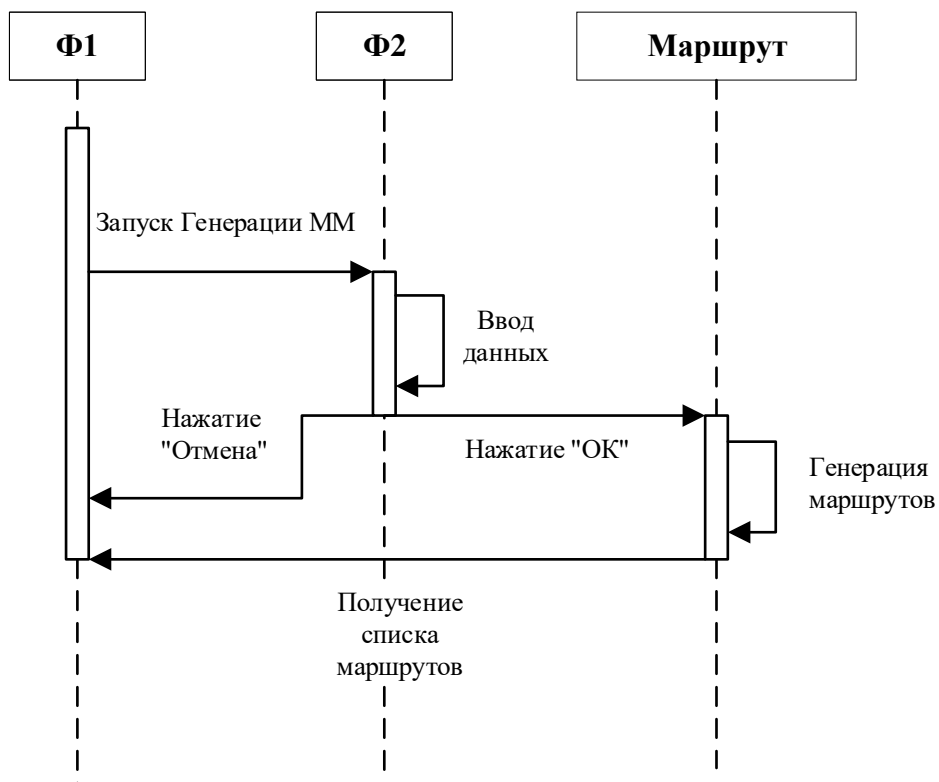 Ф1
Ф2
Маршрут
Запуск Генерации ММ
Ввод
данных
Нажатие
"Отмена"
Нажатие "ОК"
Генерация
маршрутов
Получение
списка
маршрутов